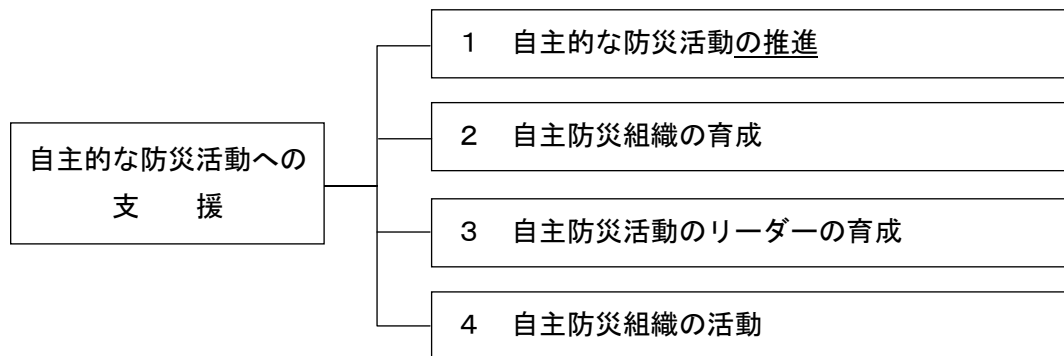 自主的な防災活動への
支　　援
１　自主的な防災活動の推進
２　自主防災組織の育成
３　自主防災活動のリーダーの育成
４　自主防災組織の活動